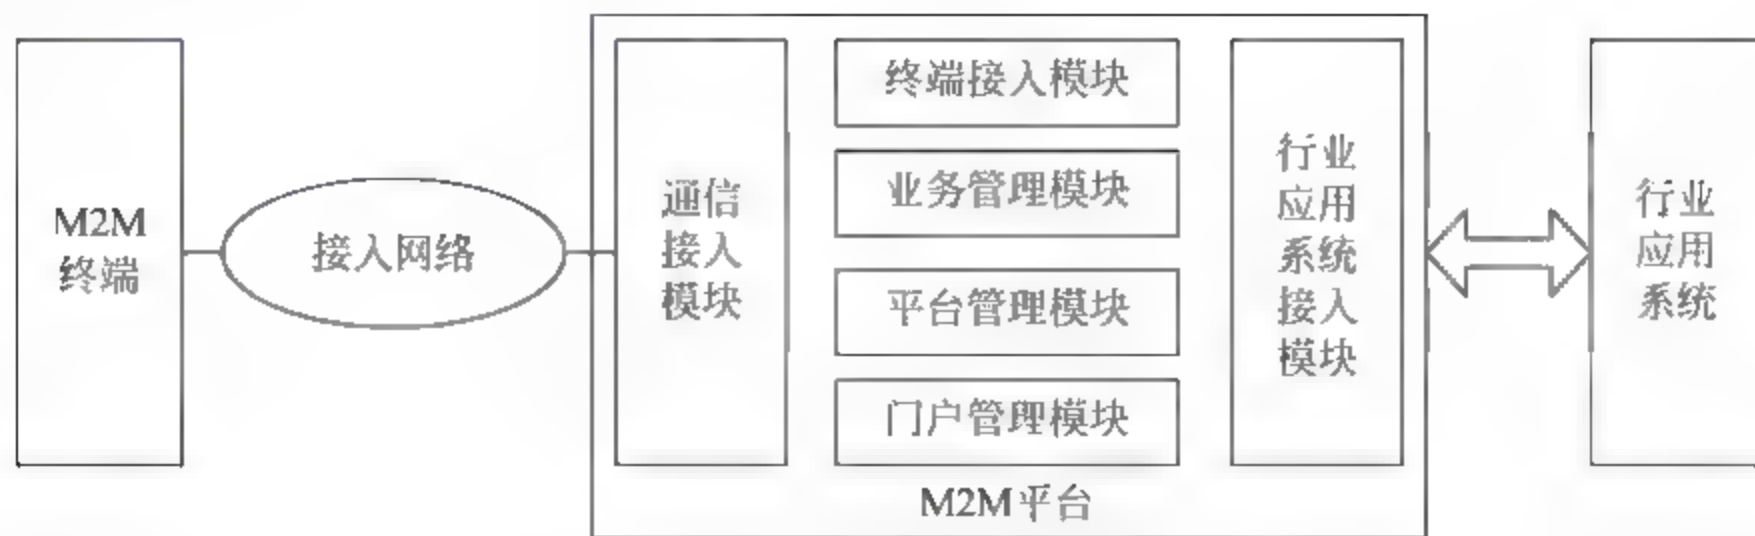 M2M
终端
接入网络
通信
接入
模块
终端接入模块
业务管理模块
平台管理模块
门户管理模块
行业
应用
系统
接入
模块
M2M平台
行业
应用
系统